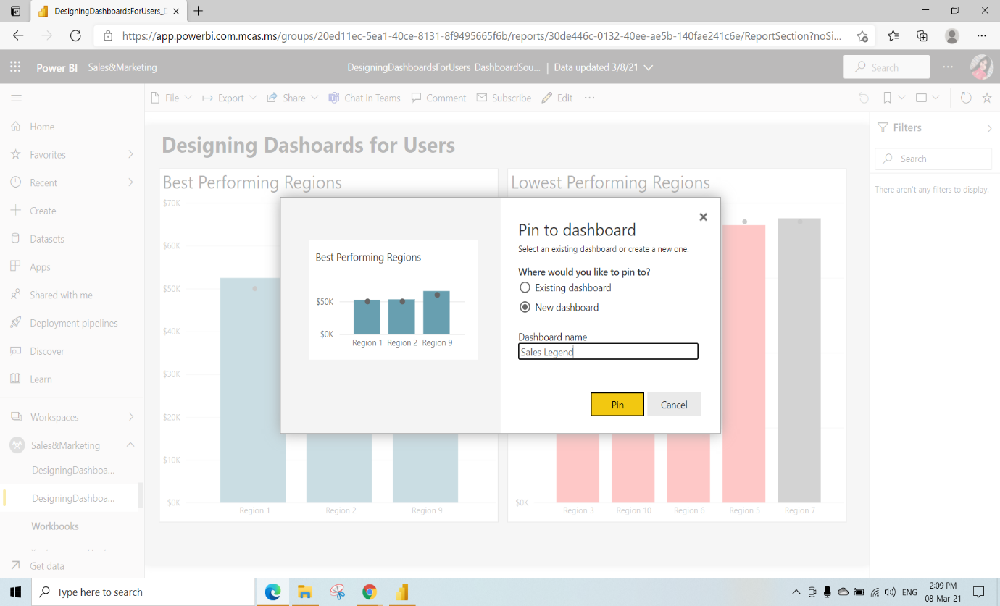 DesigningDashboardsForUsers_D
https://app.powerbi.com.mcas.ms/groups/20ed11ec-5ea1-40ce-8131-8f9495665f6b/reports/30de446c-0132-40ee-ae5b-140fae241c6e/ReportSection?noSi...
Power BI Sales&Marketing DesigningDashboardsForUsers_DashboardSou... | Data updated 3/8/21 Search
File Export Share Chat in Teams Comment Subscribe Edit
Home
Favorites
Recent
Create
Datasets
Apps
Shared with me
Deployment pipelines
Discover
Learn
Workspaces
Sales&Marketing
DesigningDashboa...
DesigningDashboa...
Workbooks
Get data
Designing Dashoards for Users
Best Performing Regions
$70K
$60K
$50K
$40K
$30K
$20K
$10K
$0K
Region 1 Region 2 Region 9
Lowest Performing Regions
$0K
Region 3 Region 10 Region 6 Region 5 Region 7
Best Performing Regions
$50K
$0K
Region 1 Region 2 Region 9
Pin to dashboard
Select an existing dashboard or create a new one.
Where would you like to pin to?
Existing dashboard
New dashboard
Dashboard name
Sales Legend
Pin Cancel
Filters
Search
There aren't any filters to display.
Type here to search
ENG
2:09 PM
08-Mar-21